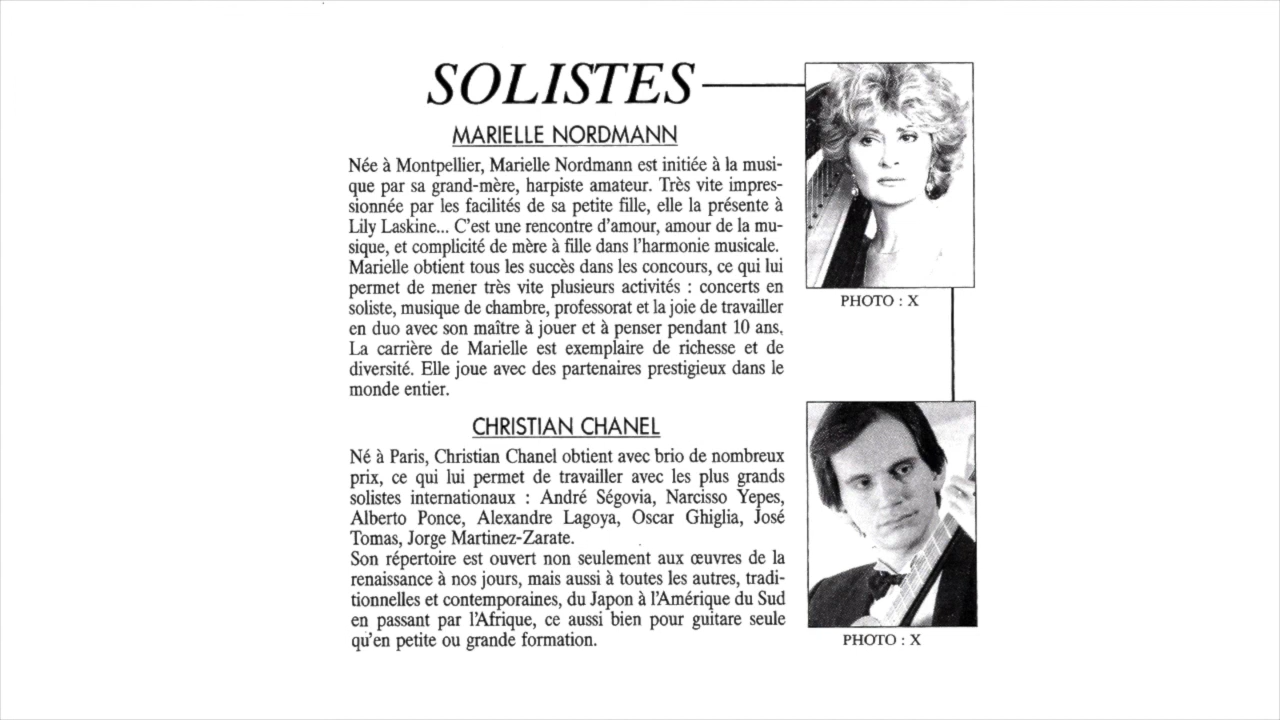 SOLISTES
MARIELLE NORDMANN
Née à Montpellier, Marielle Nordmann est initiée à la musi-
que par sa grand-mère, harpiste amateur. Très vite impres-
sionnée par les facilités de sa petite fille, elle la présente à
Lily Laskine... C'est une rencontre d'amour, amour de la mu-
sique, et complicité de mère à fille dans l'harmonie musicale.
Marielle obtient tous les succès dans les concours, ce qui lui
permet de mener très vite plusieurs activités : concerts en
soliste, musique de chambre, professorat et la joie de travailler
en duo avec son maître à jouer et à penser pendant 10 ans.
La carrière de Marielle est exemplaire de richesse et de
diversité. Elle joue avec des partenaires prestigieux dans le
monde entier.
PHOTO : X
CHRISTIAN CHANEL
Né à Paris, Christian Chanel obtient avec brio de nombreux
prix, ce qui lui permet de travailler avec les plus grands
solistes internationaux : André Ségovia, Narcisso Yepes,
Alberto Ponce, Alexandre Lagoya, Oscar Ghiglia, José
Tomas, Jorge Martinez-Zarate.
Son répertoire est ouvert non seulement aux œuvres de la
renaissance à nos jours, mais aussi à toutes les autres, tradi-
tionnelles et contemporaines, du Japon à l'Amérique du Sud
en passant par l'Afrique, ce aussi bien pour guitare seule
qu'en petite ou grande formation.
PHOTO : X